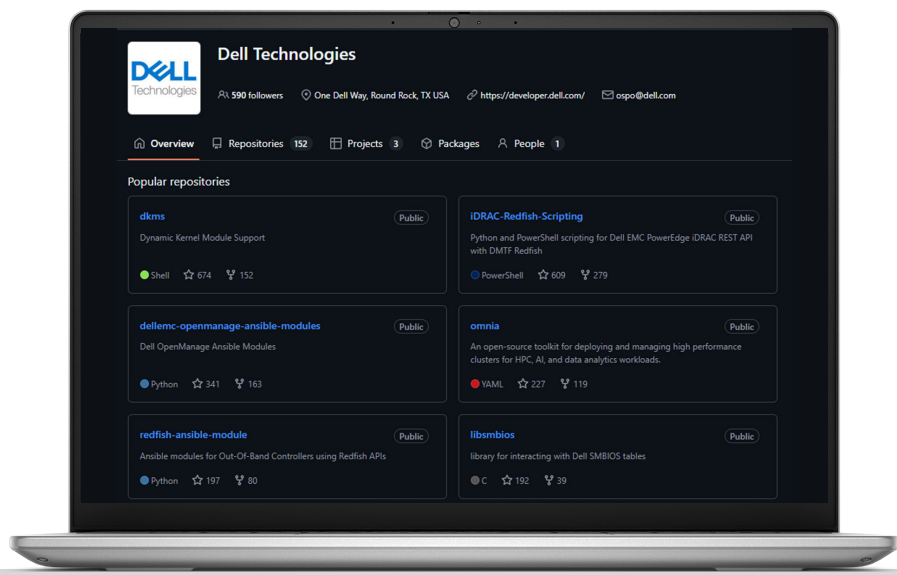 DELL
Technologies
Dell Technologies
590 followers One Dell Way, Round Rock, TX USA https://developer.dell.com/ ospo@dell.com
Overview Repositories 152 Projects 3 Packages People 1
Popular repositories
dkms Public
Dynamic Kernel Module Support
Shell 674 152
iDRAC-Redfish-Scripting Public
Python and PowerShell scripting for Dell EMC PowerEdge iDRAC REST API
with DMTF Redfish
PowerShell 609 279
dellemc-openmanage-ansible-modules Public
Dell OpenManage Ansible Modules
Python 341 163
omnia Public
An open-source toolkit for deploying and managing high performance
clusters for HPC, AI, and data analytics workloads.
YAML 227 119
redfish-ansible-module Public
Ansible modules for Out-Of-Band Controllers using Redfish APIs
Python 197 80
libsmbios Public
library for interacting with Dell SMBIOS tables
C 192 39